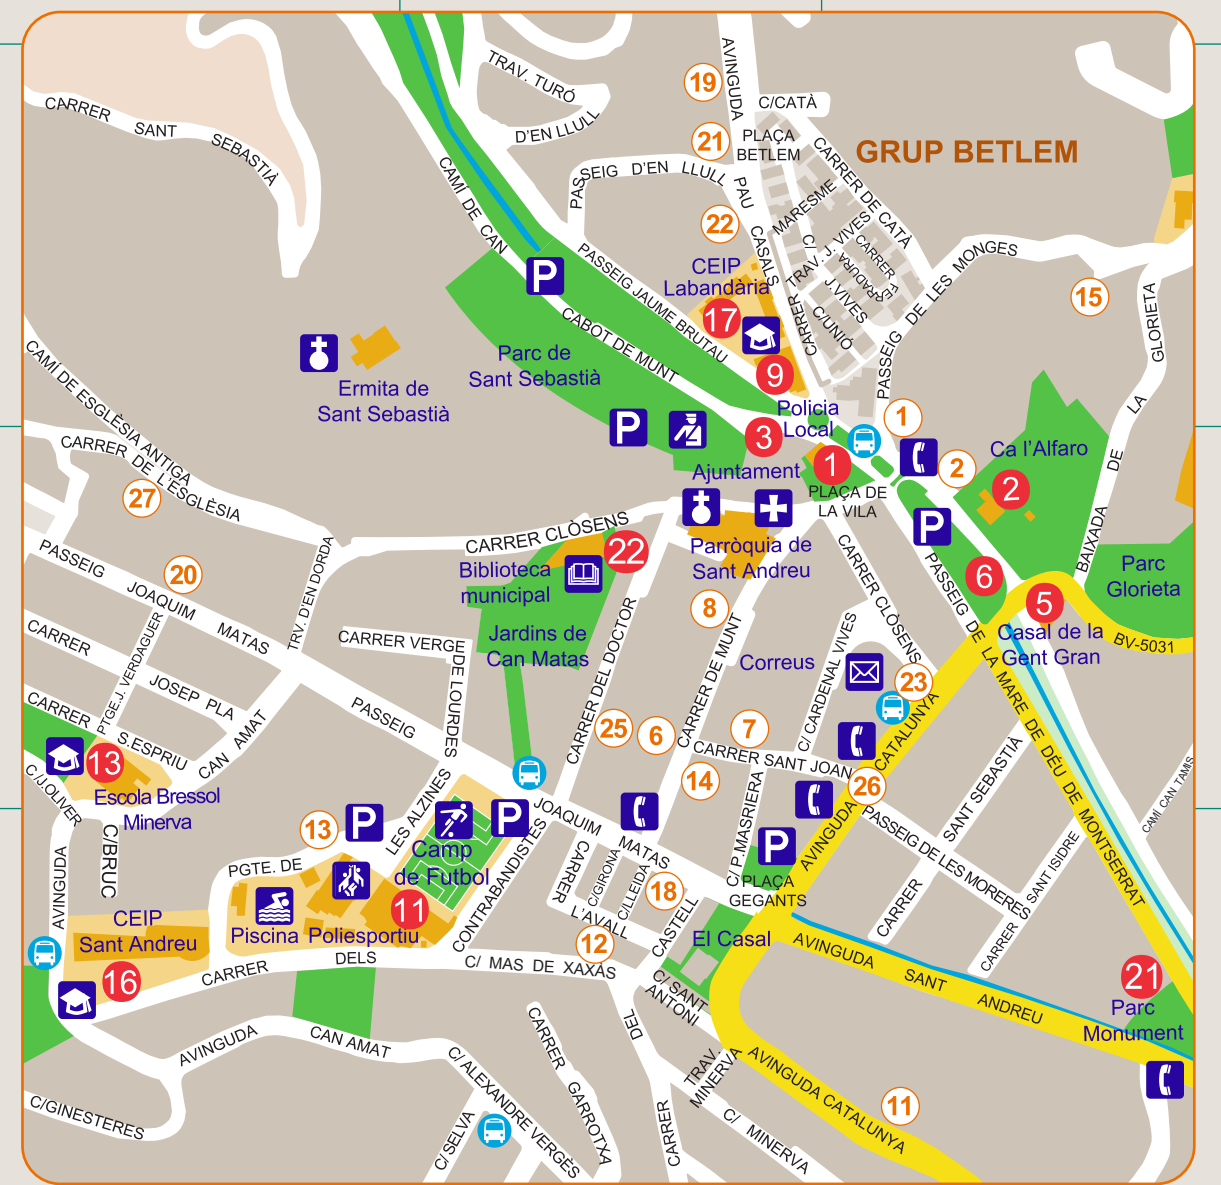 TRAV. TURÓ
D'EN LLULL
AVINGUDA
PAU
CASALS
19
C/CATÀ
CARRER
SANT
SEBASTIÀ
21
PLAÇA
BETLEM
GRUP BETLEM
CARRER DE CATÀ
PASSEIG D'EN LLULL
CAMÍ DE CAN
CABOT DE MUNT
22
MARESME
C/
TRAV. J. VIVES
CARRER FE
J.VIVES
C/UNIÓ
CARRER
PASSEIG DE LES MONGES
15
GLORIETA
LA
DE
BAIXADA
PASSEIG JAUME BRUTAU
CEIP
Labandària
17
9
P
Parc de
Sant Sebastià
Ermita de
Sant Sebastià
Policia
Local
3
1
1
2
Ca l'Alfaro
2
P
Ajuntament
PLAÇA DE
LA VILA
CAMÍ DE ESGLÈSIA ANTIGA
CARRER DE L'ESGLÈSIA
27
P
CARRER CLÒSENS
22
Biblioteca
municipal
Parròquia de
Sant Andreu
6
5
Parc
Glorieta
PASSEIG JOAQUIM MATAS
20
TRV. D'EN DORDA
8
CARRER CLÒSENS
PASSEIG DE LA MARE DE DÉU DE MONTSERRAT
Casal de la
Gent Gran
BV-5031
CARRER
JOSEP PLA
PTGE.J. VERDAGUER
CARRER VERGE
DE LOURDES
Jardins de
Can Matas
CARRER DEL DOCTOR
CARRER DE MUNT
Correus
C/ CARDENAL VIVES
23
CARRER
S.ESPRIU
CAN AMAT
PASSEIG
25
6
7
CARRER SANT JOAN
CATALUNYA
26
13
C/J.OLIVER
Escola Bressol
Minerva
C/BRUC
14
C/ P.MASRIERA
AVINGUDA
SANT SEBASTIÀ
CARRER
CAMÍ CAN TAMIS
13
P
LES ALZINES
P
JOAQUIM
MATAS
P
PASSEIG DE LES MORERES
SANT ISIDRE
CARRER
PGTE. DE
Camp
de Futbol
CONTRABANDISTES
CARRER
C/GIRONA
C/LLEIDA
18
PLAÇA
GEGANTS
AVINGUDA
CEIP
Sant Andreu
Piscina
Poliesportiu
11
L'AVALL
12
CASTELL
El Casal
AVINGUDA SANT ANDREU
16
CARRER
DELS
C/ MAS DE XAXÀS
C/ SANT
ANTONI
21
Parc
Monument
AVINGUDA
CAN AMAT
C/ ALEXANDRE VERGÈS
CARRER GARROTXA
DEL
CARRER
TRAV.
MINERVA
C/ MINERVA
AVINGUDA CATALUNYA
11
C/GINESTERES
C/ SELVA